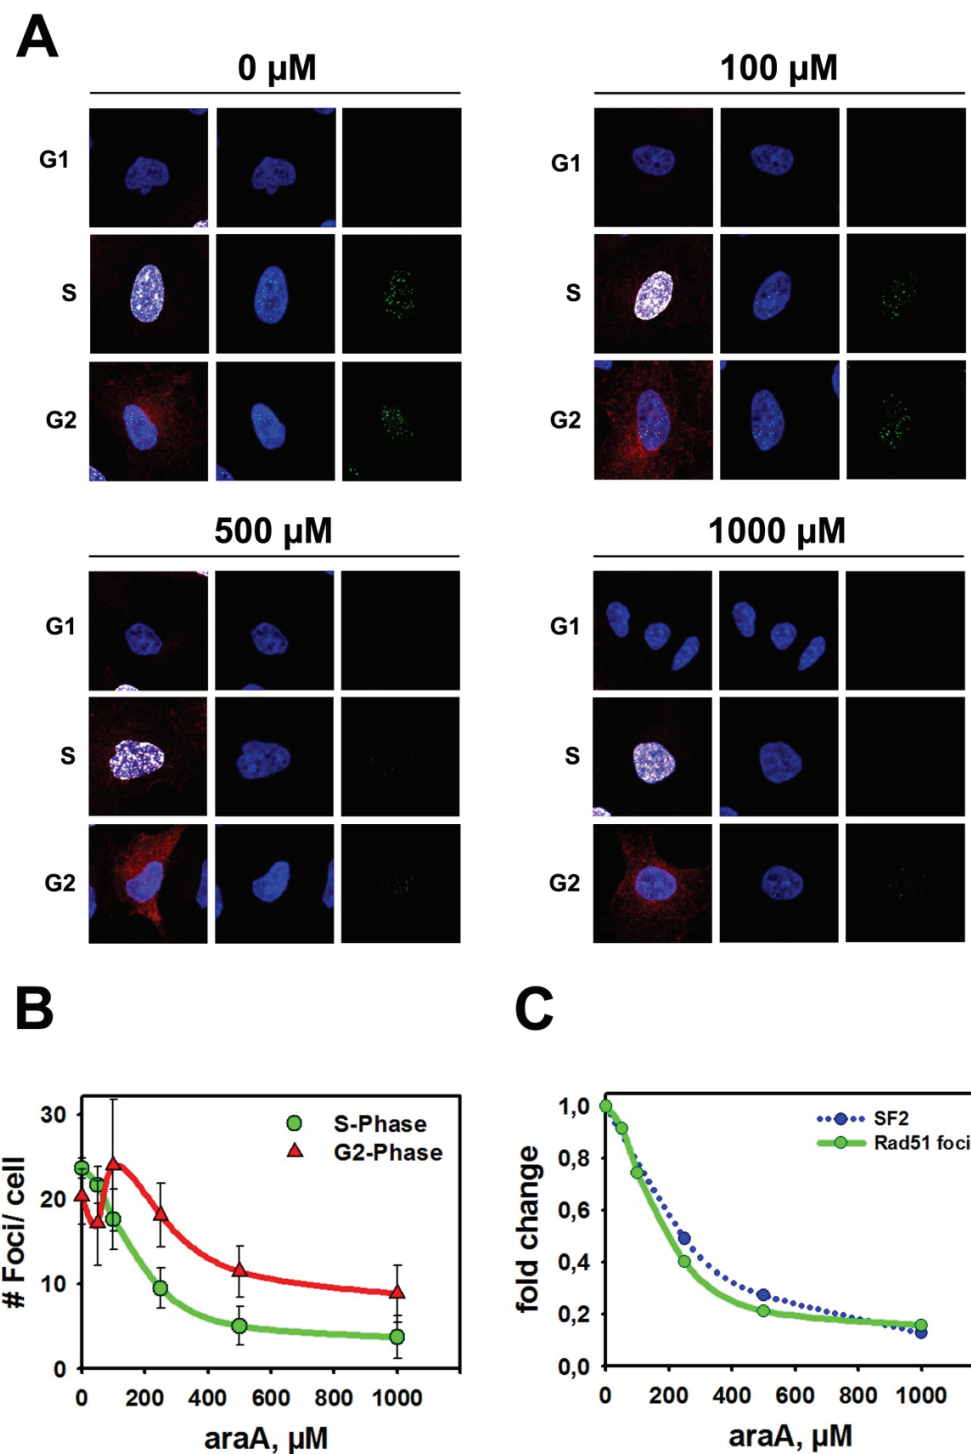 A
0 µM
100 µM
G1
S
G2
G1
S
G2
500 µM
1000 µM
G1
S
G2
G1
S
G2
B
C
# Foci/ cell
30
20
10
0
S-Phase
G2-Phase
0 200 400 600 800 1000
araA, µM
fold change
1,0
0,8
0,6
0,4
0,2
0,0
SF2
Rad51 foci
0 200 400 600 800 1000
araA, µM